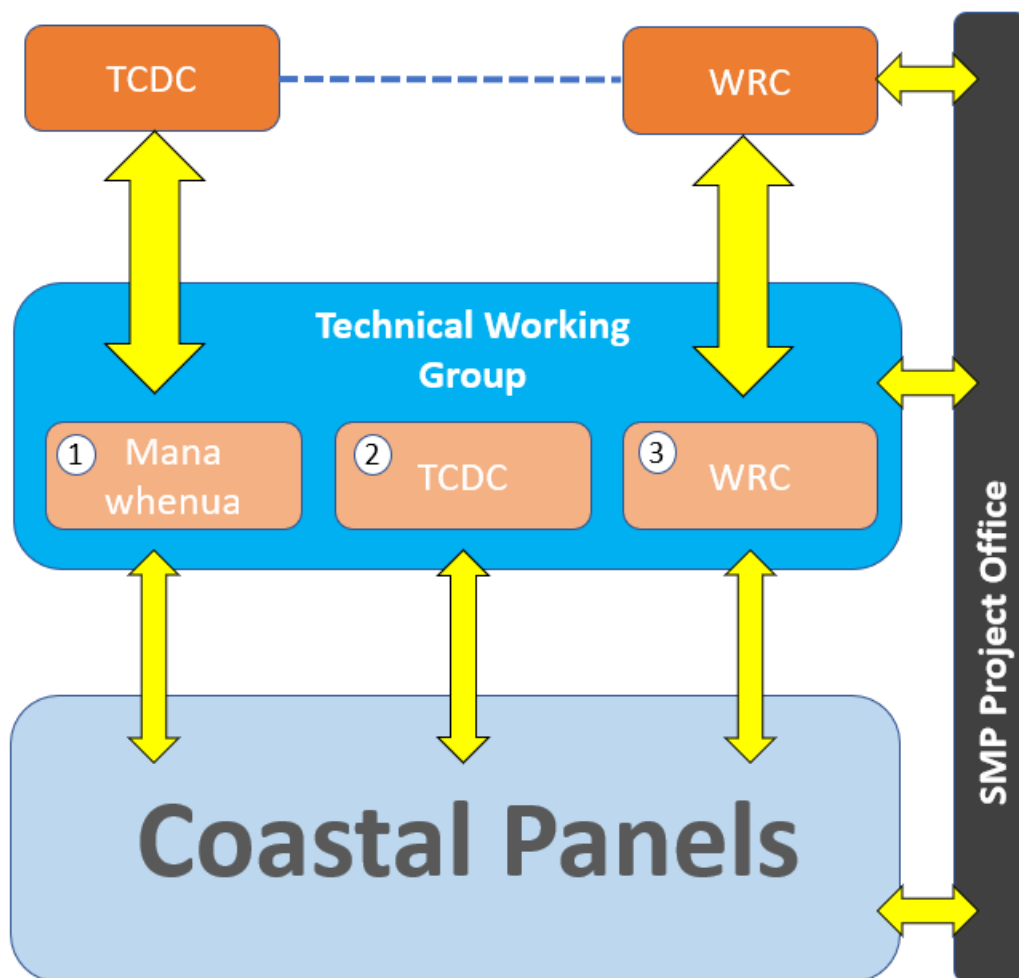 TCDC
WRC
Technical Working
Group
1
Mana
whenua
2
TCDC
3
WRC
Coastal Panels
SMP Project Office